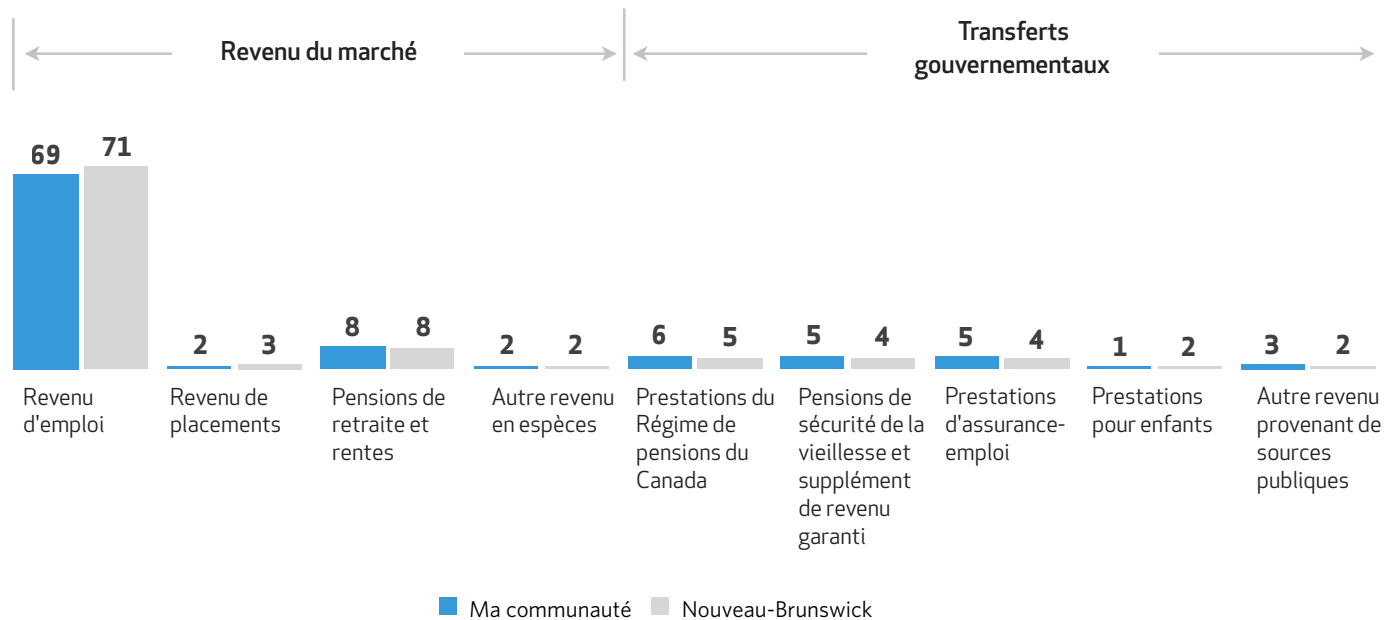 Revenu du marché
Transferts
gouvernementaux
69
71
2
3
8
8
2
2
6
5
5
4
5
4
1
2
3
2
Revenu
d'emploi
Revenu de
placements
Pensions de
retraite et
rentes
Autre revenu
en espèces
Prestations du
Régime de
pensions du
Canada
Pensions de
sécurité de la
vieillesse et
supplément
de revenu
garanti
Prestations
d'assurance-
emploi
Prestations
pour enfants
Autre revenu
provenant de
sources
publiques
Ma communauté
Nouveau-Brunswick